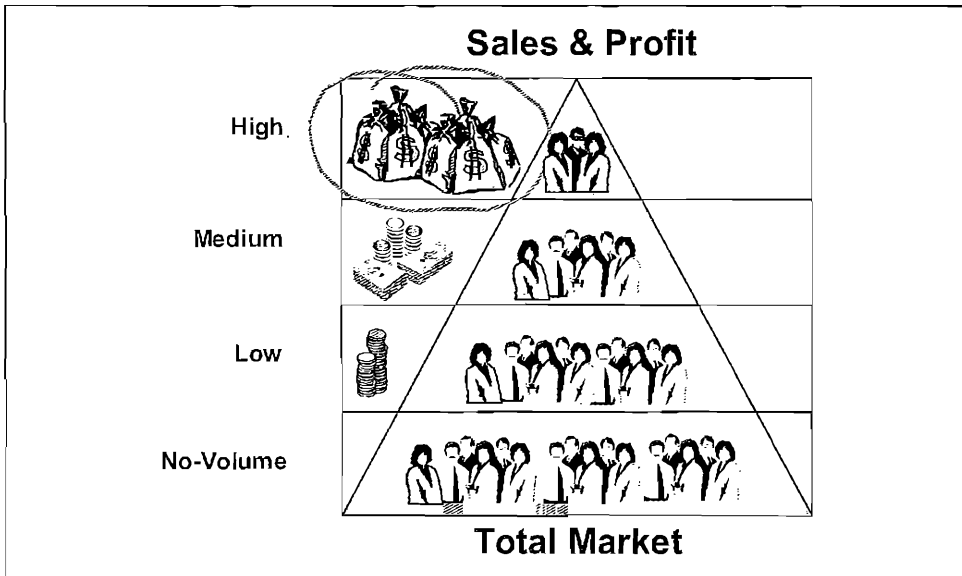 Sales & Profit
High.
Medium
Low
No-Volume
Total Market